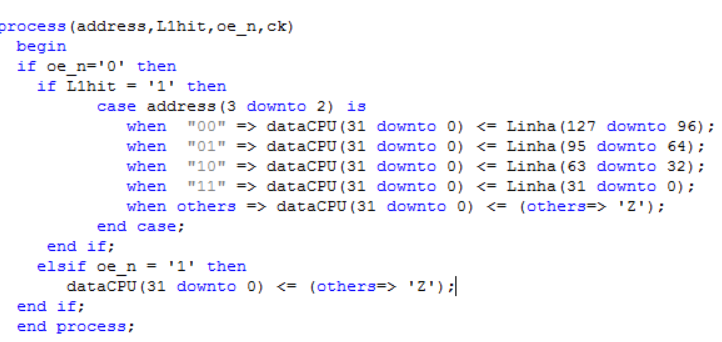 process(address,L1hit,oe_n,ck)
begin
if oe_n='0' then
if L1hit = '1' then
case address(3 downto 2) is
when "00" => dataCPU(31 downto 0) <= Linha(127 downto 96);
when "01" => dataCPU(31 downto 0) <= Linha(95 downto 64);
when "10" => dataCPU(31 downto 0) <= Linha(63 downto 32);
when "11" => dataCPU(31 downto 0) <= Linha(31 downto 0);
when others => dataCPU(31 downto 0) <= (others=> 'Z');
end case;
end if;
elsif oe_n = '1' then
dataCPU(31 downto 0) <= (others=> 'Z');
end if;
end process;